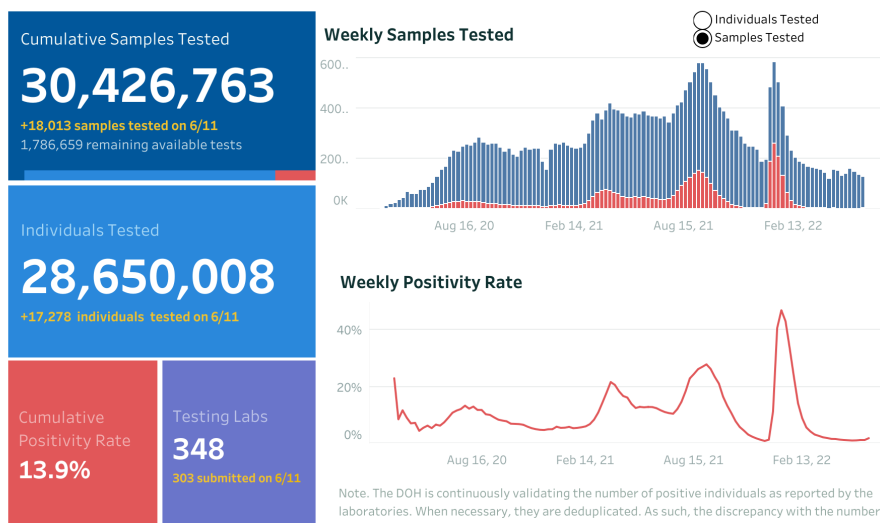 Cumulative Samples Tested
30,426,763
+18,013 samples tested on 6/11
1,786,659 remaining available tests
Individuals Tested
28,650,008
+17,278 individuals tested on 6/11
Cumulative
Positivity Rate
13.9%
Testing Labs
348
303 submitted on 6/11
Weekly Samples Tested
Individuals Tested
Samples Tested
600..
400..
200..
0K
Aug 16, 20 Feb 14, 21 Aug 15, 21 Feb 13, 22
Weekly Positivity Rate
40%
20%
0%
Aug 16, 20 Feb 14, 21 Aug 15, 21 Feb 13, 22
Note. The DOH is continuously validating the number of positive individuals as reported by the
laboratories. When necessary, they are deduplicated. As such, the discrepancy with the number